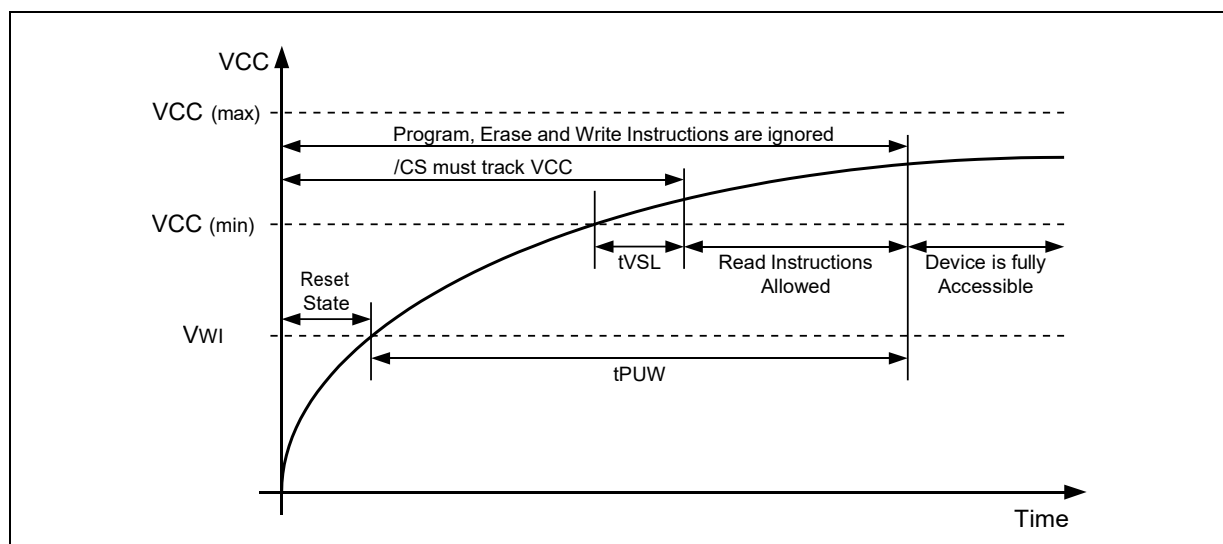 VCC
VCC (max)
Program, Erase and Write Instructions are ignored
/CS must track VCC
VCC (min)
tVSL
Read Instructions
Allowed
Device is fully
Accessible
Reset
State
VWI
tPUW
Time